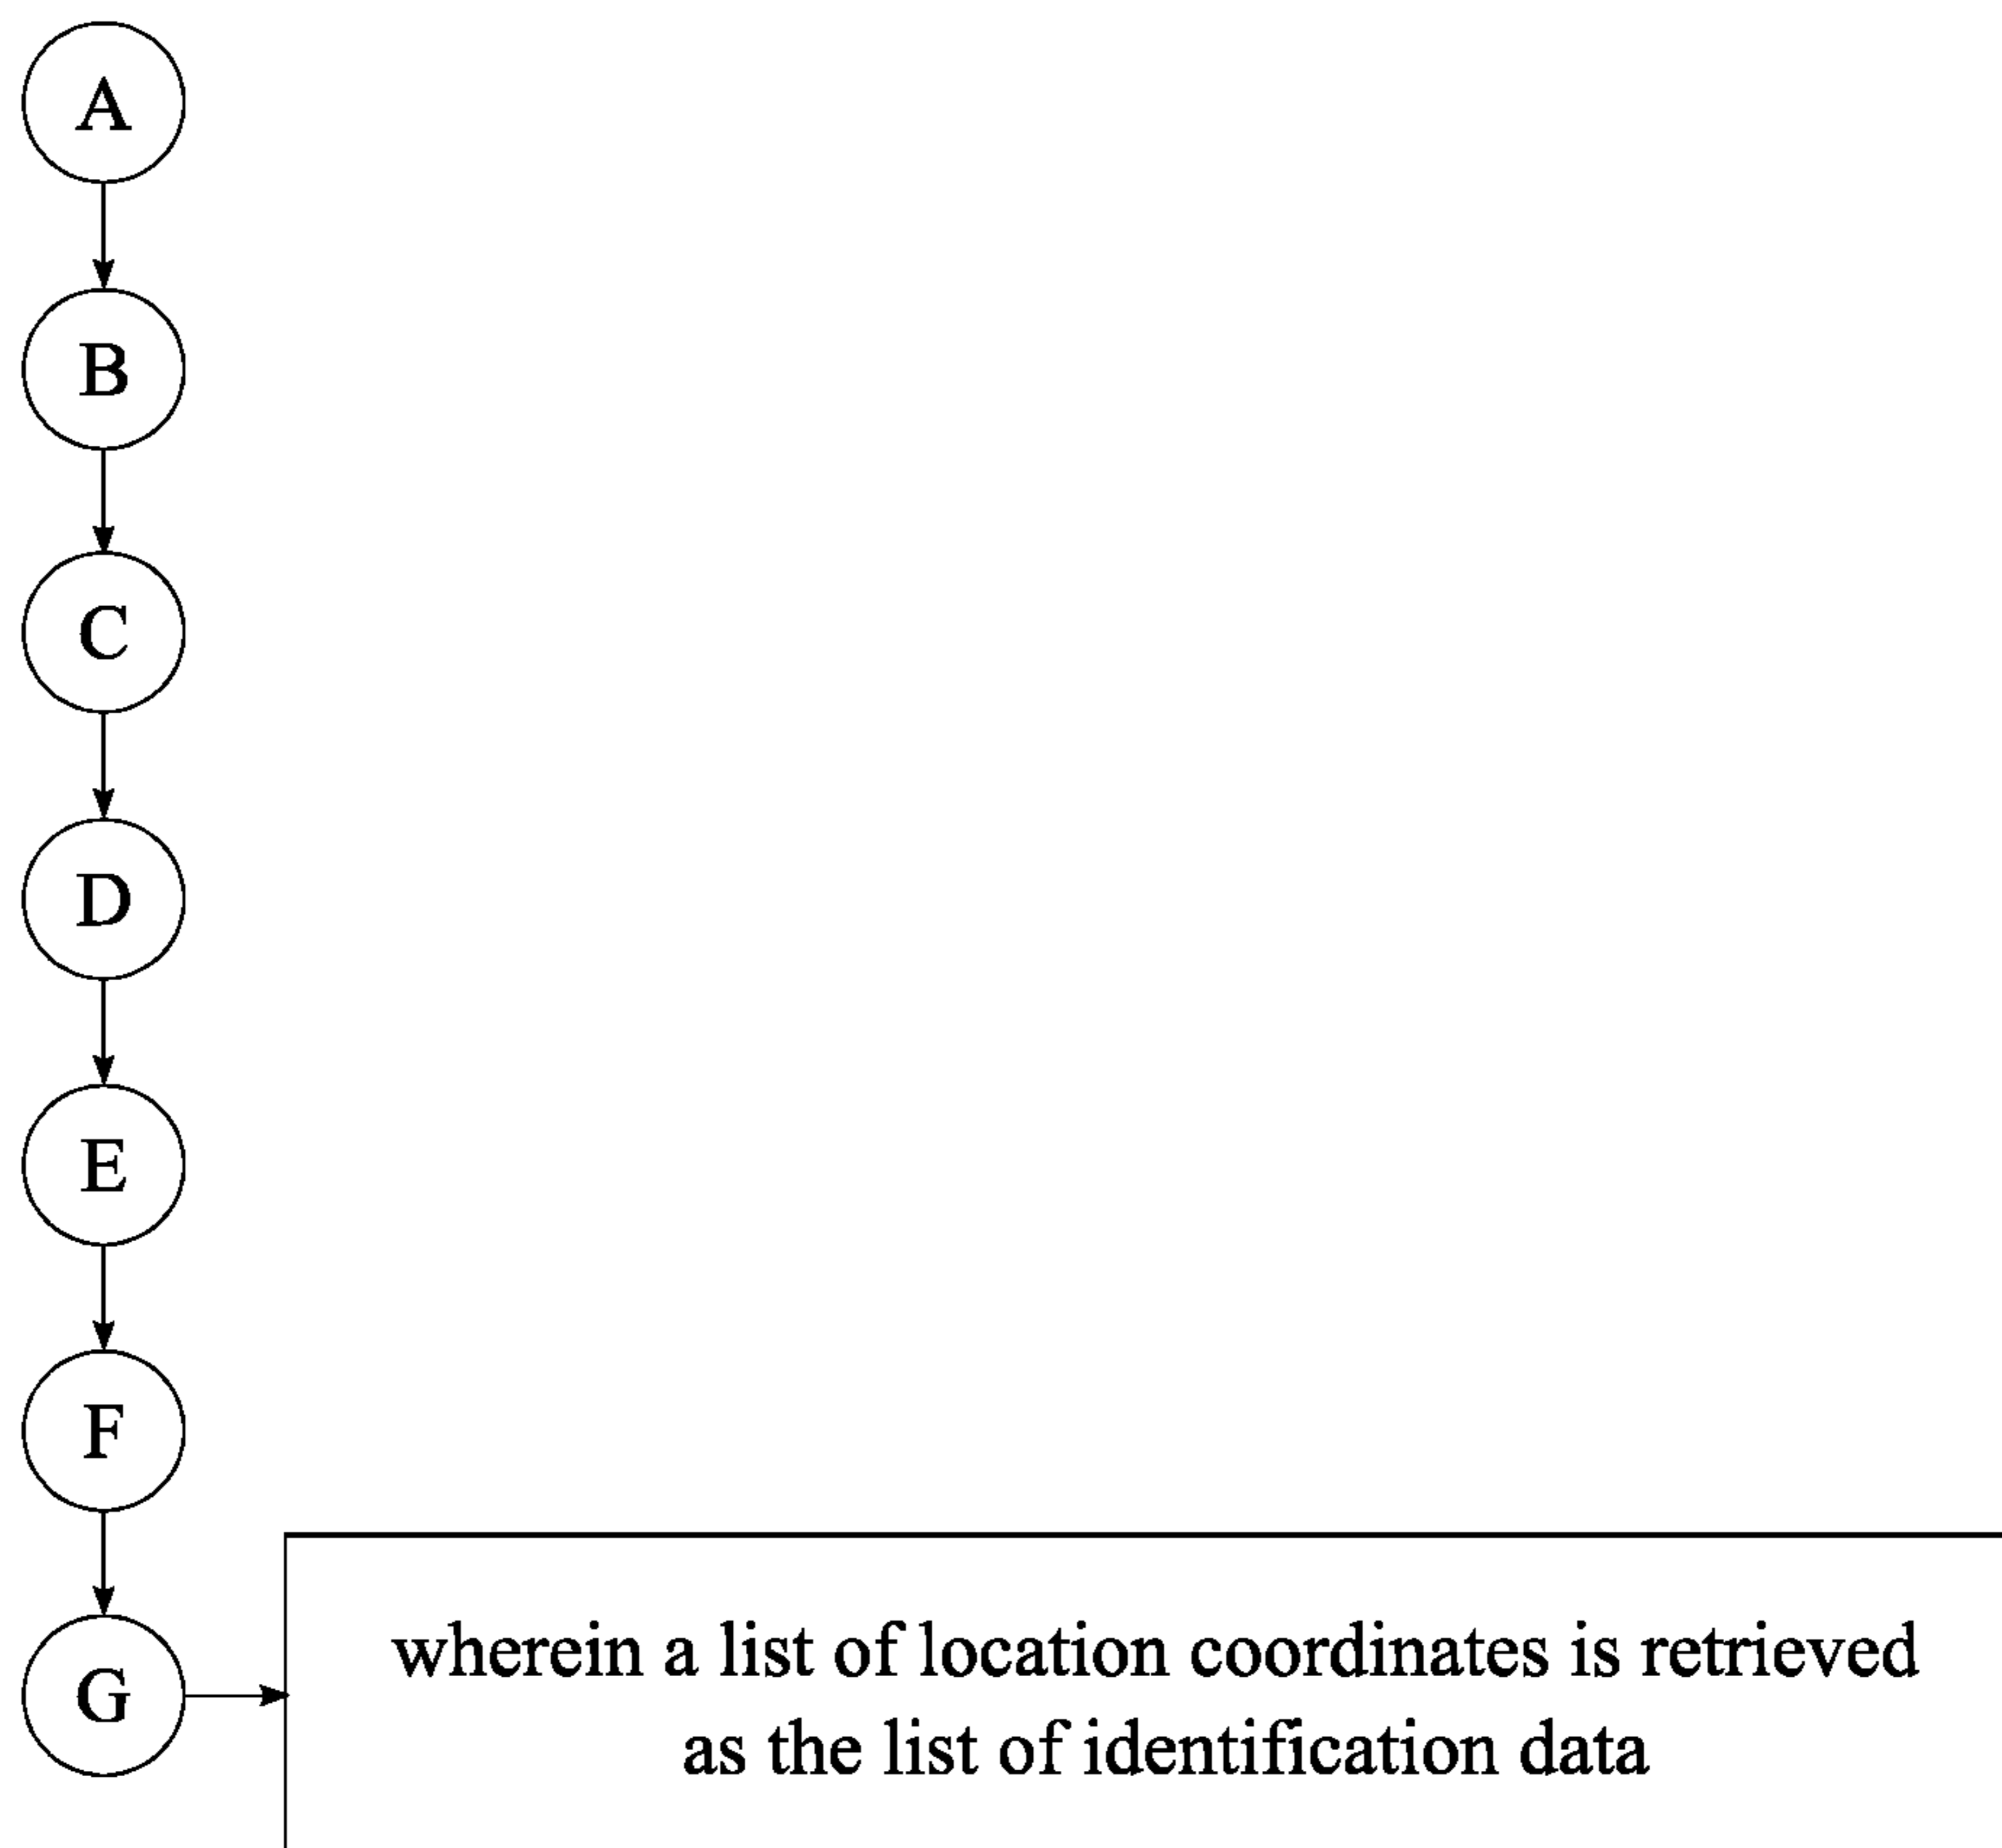 A
B
C
D
E
F
G
wherein a list of location coordinates is retrieved
as the list of identification data